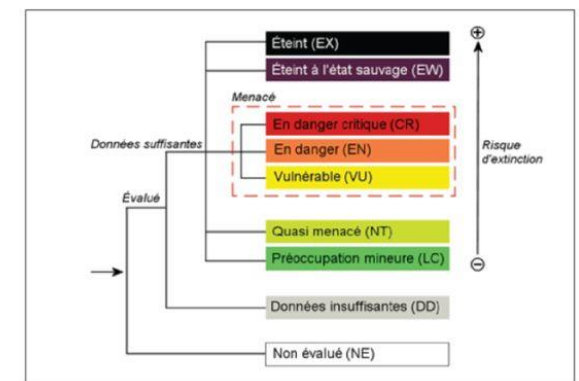 Éteint (EX)
Éteint à l'état sauvage (EW)
Menacé
En danger critique (CR)
Données suffisantes
En danger (EN)
Risque
d'extinction
Vulnérable (VU)
Évalué
Quasi menacé (NT)
Préoccupation mineure (LC)
Données insuffisantes (DD)
Non évalué (NE)